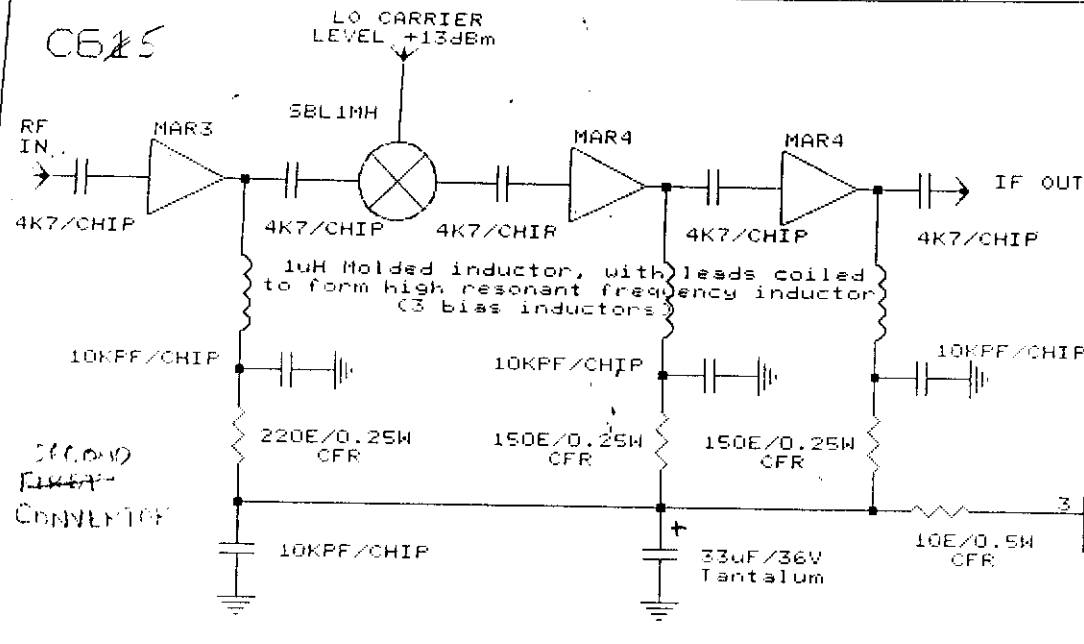 LO CARRIER
LEVEL +13dBm
SBL1MH
RF
IN
MAR3
MAR4
MAR4
IF OUT
4K7/CHIP
4K7/CHIP
4K7/CHIP
4K7/CHIP
4K7/CHIP
1uH Molded inductor, with leads coiled
to form high resonant frequency inductor
(3 bias inductors)
10KPF/CHIP
10KPF/CHIP
10KPF/CHIP
220E/0.25W
CFR
150E/0.25W
CFR
150E/0.25W
CFR
SECOND
CONVERTOR
3
10E/0.5W
CFR
10KPF/CHIP
+
33uF/36V
Tantalum